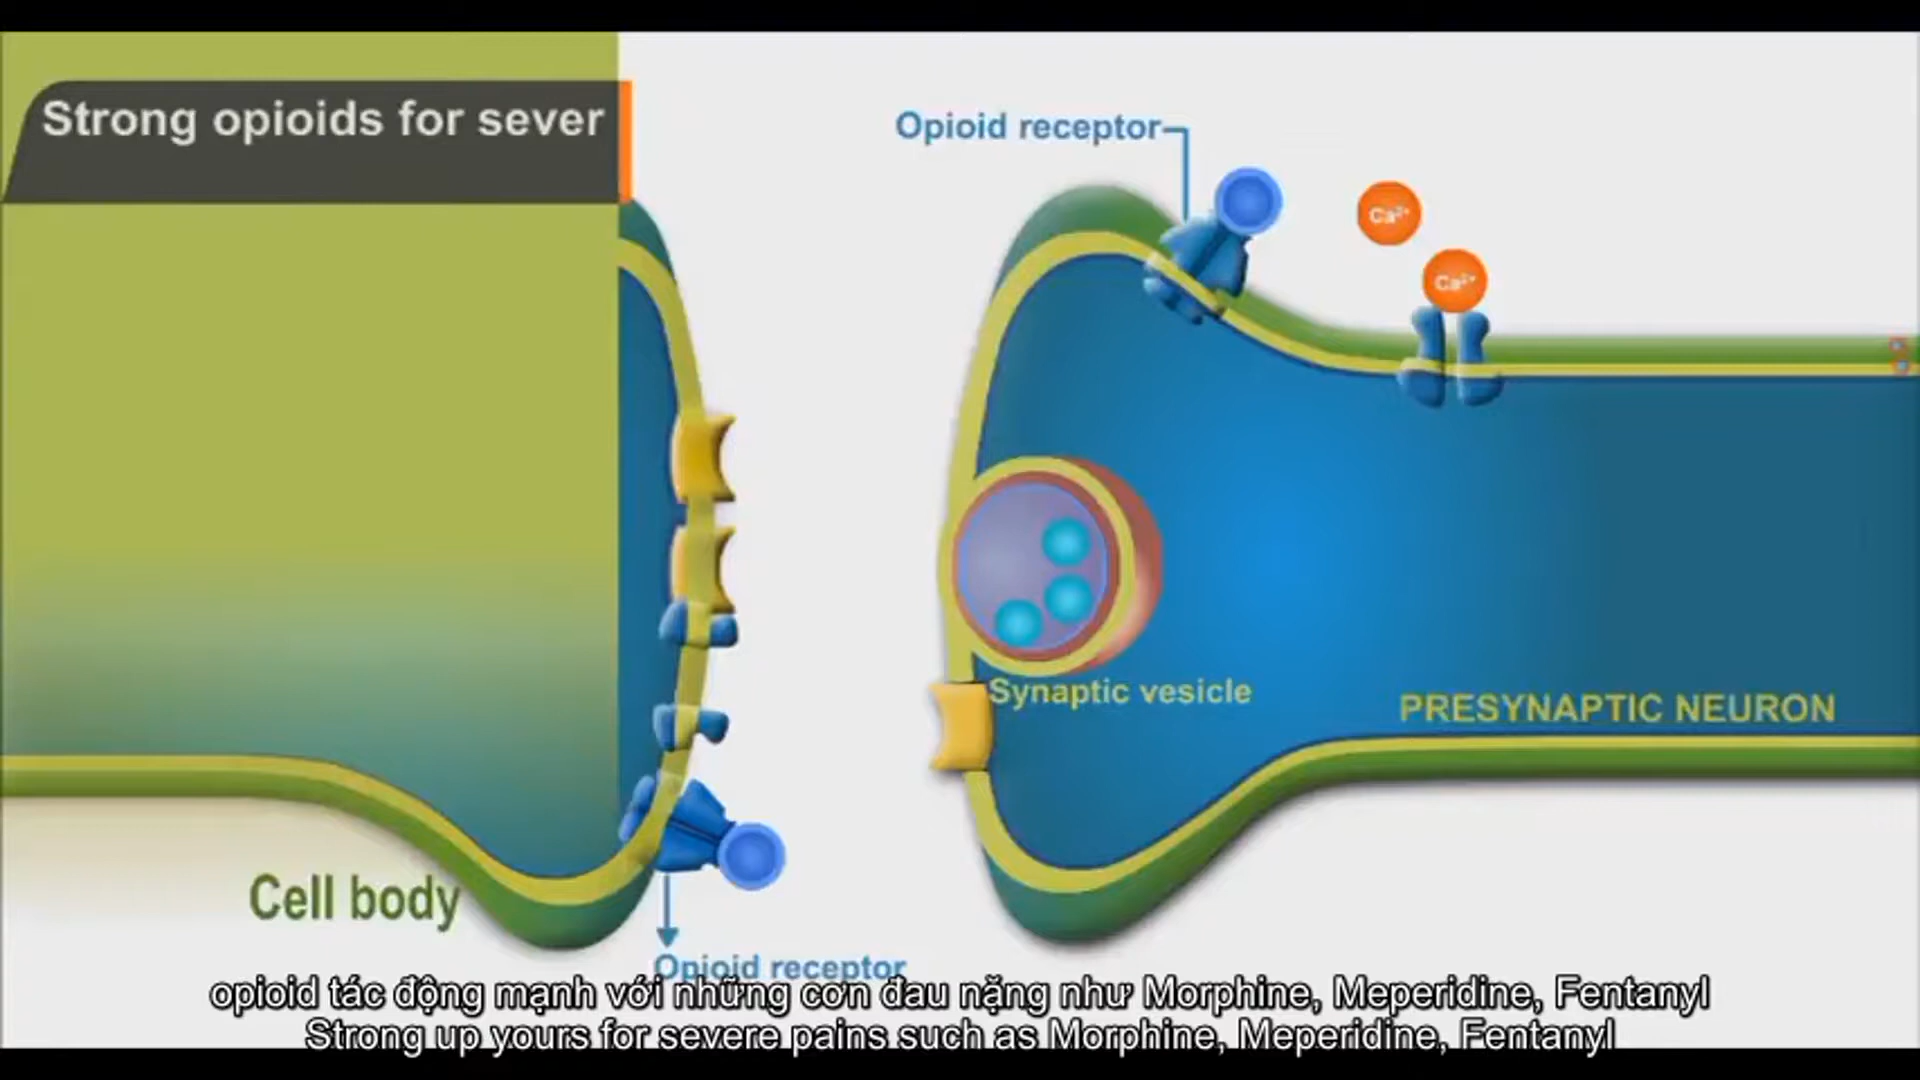 Strong opioids for sever
Opioid receptor
Ca²⁺
Ca²⁺
Synaptic vesicle
PRESYNAPTIC NEURON
Cell body
Opioid receptor
opioid tác động mạnh với những cơn đau nặng như Morphine, Meperidine, Fentanyl
Strong up yours for severe pains such as Morphine, Meperidine, Fentanyl